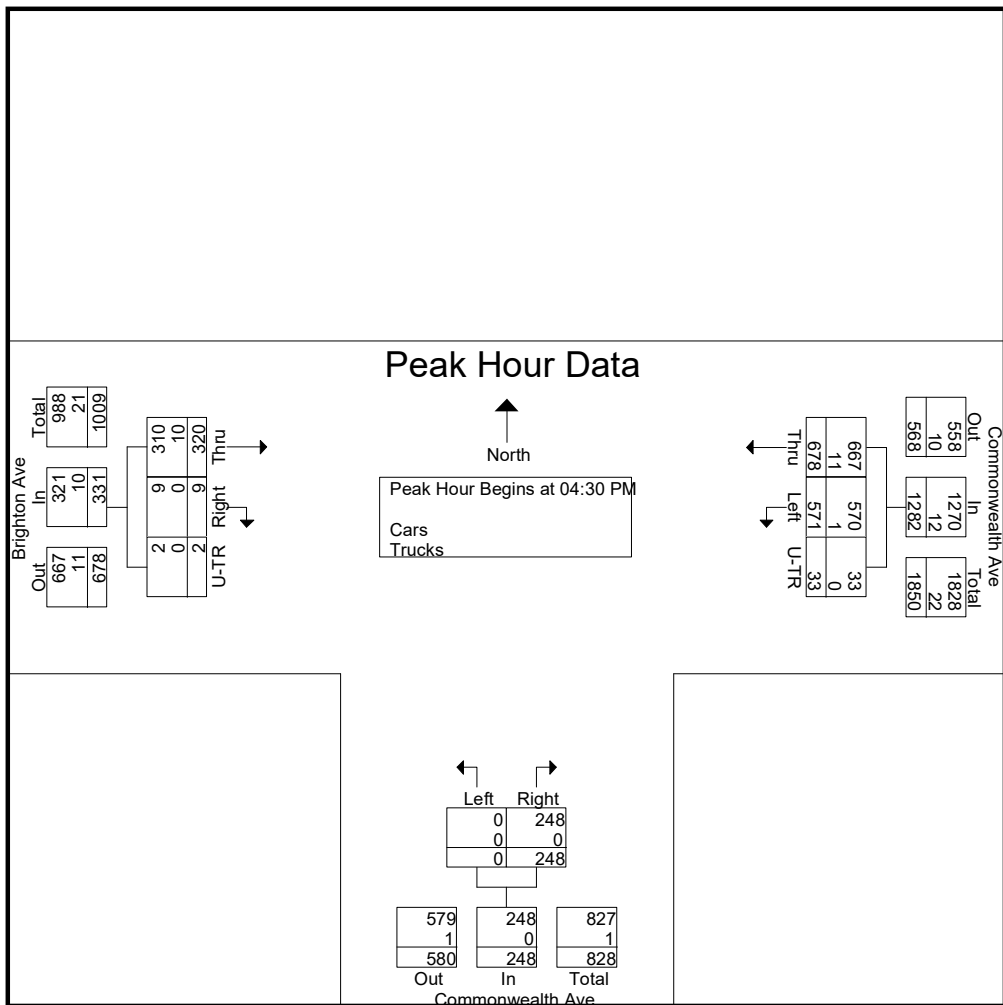 Peak Hour Data
North
Peak Hour Begins at 04:30 PM
Cars
Trucks
Brighton Ave
Total
988
21
1009
In
321
10
331
Out
667
11
678
Thru
310
10
320
Right
9
0
9
U-TR
2
0
2
Commonwealth Ave
Out
558
10
568
In
1270
12
1282
Total
1828
22
1850
Thru
667
11
678
Left
570
1
571
U-TR
33
0
33
Left Right
0 248
0 0
0 248
579 248 827
1 0 1
580 248 828
Out In Total
Commonwealth Ave